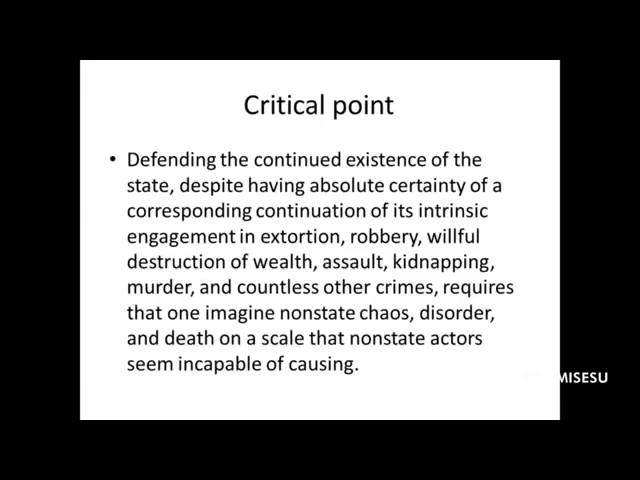 Critical point
• Defending the continued existence of the
state, despite having absolute certainty of a
corresponding continuation of its intrinsic
engagement in extortion, robbery, willful
destruction of wealth, assault, kidnapping,
murder, and countless other crimes, requires
that one imagine nonstate chaos, disorder,
and death on a scale that nonstate actors
seem incapable of causing.
MISESU